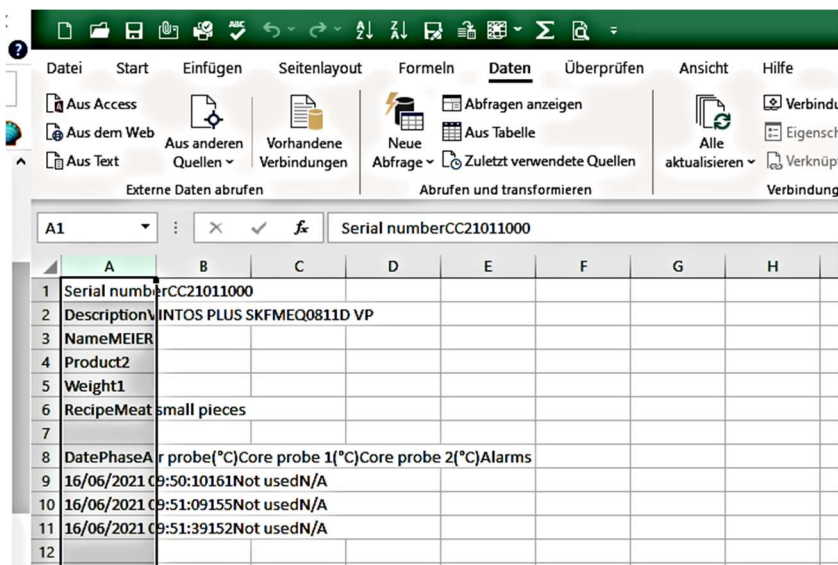 Datei Start Einfügen Seitenlayout Formeln Daten Überprüfen Ansicht Hilfe
Aus Access
Aus dem Web
Aus Text
Aus anderen
Quellen
Externe Daten abrufen
Vorhandene
Verbindungen
Neue
Abfrage
Abfragen anzeigen
Aus Tabelle
Zuletzt verwendete Quellen
Abrufen und transformieren
Alle
aktualisieren
Verbindu
Eigensch
Verknüp
Verbindung
A1 fx Serial numberCC21011000
A B C D E F G H
1 Serial numberCC21011000
2 DescriptionVINTOS PLUS SKFMEQ0811D VP
3 NameMEIER
4 Product2
5 Weight1
6 RecipeMeat small pieces
7
8 DatePhaseAir probe(°C)Core probe 1(°C)Core probe 2(°C)Alarms
9 16/06/2021 09:50:10161Not usedN/A
10 16/06/2021 09:51:09155Not usedN/A
11 16/06/2021 09:51:39152Not usedN/A
12